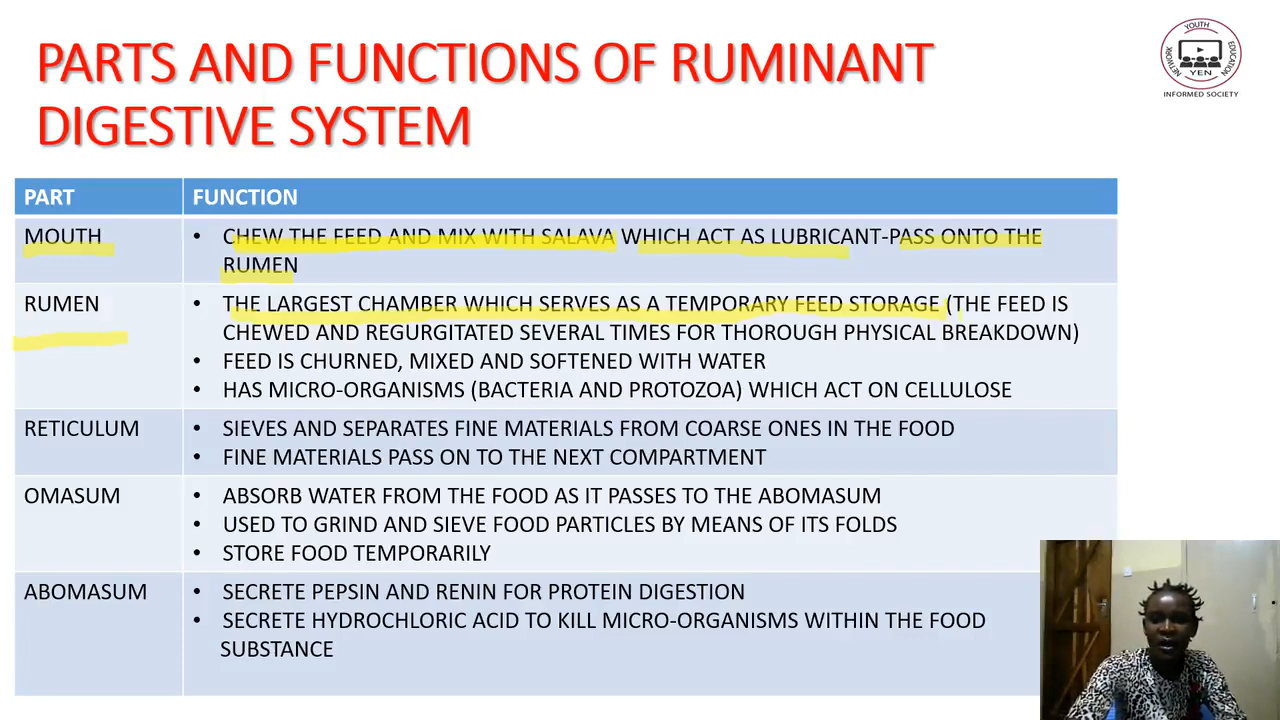 PARTS AND FUNCTIONS OF RUMINANT
DIGESTIVE SYSTEM
YOUTH EDUCATION NETWORK
YEN
INFORMED SOCIETY
PART FUNCTION
MOUTH • CHEW THE FEED AND MIX WITH SALAVA WHICH ACT AS LUBRICANT-PASS ONTO THE
RUMEN
RUMEN • THE LARGEST CHAMBER WHICH SERVES AS A TEMPORARY FEED STORAGE (THE FEED IS
CHEWED AND REGURGITATED SEVERAL TIMES FOR THOROUGH PHYSICAL BREAKDOWN)
• FEED IS CHURNED, MIXED AND SOFTENED WITH WATER
• HAS MICRO-ORGANISMS (BACTERIA AND PROTOZOA) WHICH ACT ON CELLULOSE
RETICULUM • SIEVES AND SEPARATES FINE MATERIALS FROM COARSE ONES IN THE FOOD
• FINE MATERIALS PASS ON TO THE NEXT COMPARTMENT
OMASUM • ABSORB WATER FROM THE FOOD AS IT PASSES TO THE ABOMASUM
• USED TO GRIND AND SIEVE FOOD PARTICLES BY MEANS OF ITS FOLDS
• STORE FOOD TEMPORARILY
ABOMASUM • SECRETE PEPSIN AND RENIN FOR PROTEIN DIGESTION
• SECRETE HYDROCHLORIC ACID TO KILL MICRO-ORGANISMS WITHIN THE FOOD
SUBSTANCE